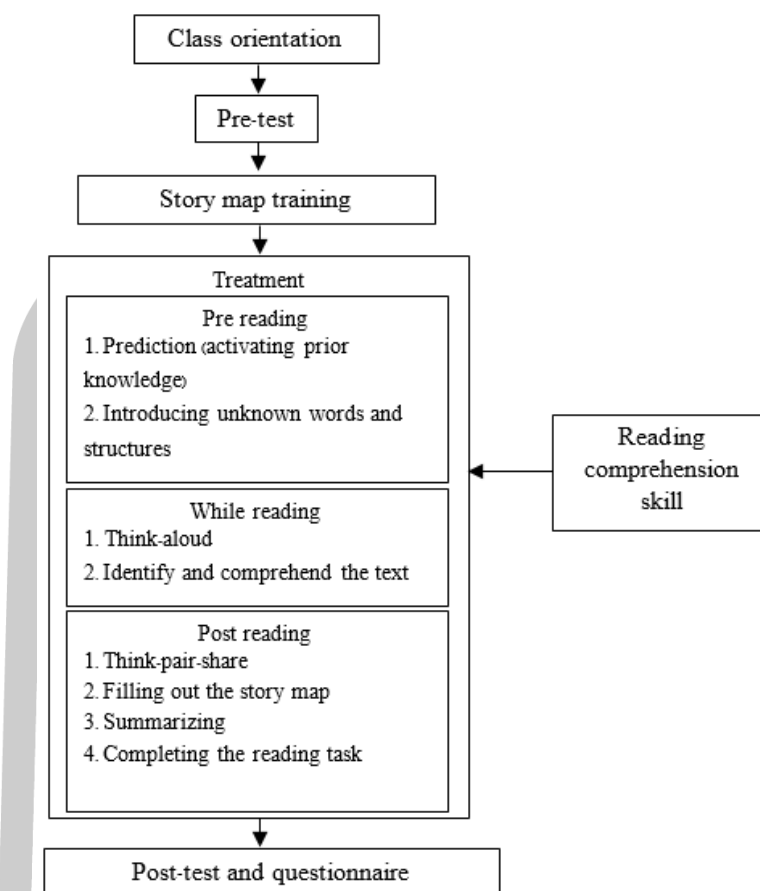 Class orientation
Pre-test
Story map training
Treatment
Pre reading
1. Prediction (activating prior
knowledge)
2. Introducing unknown words and
structures
While reading
1. Think-aloud
2. Identify and comprehend the text
Post reading
1. Think-pair-share
2. Filling out the story map
3. Summarizing
4. Completing the reading task
Reading
comprehension
skill
Post-test and questionnaire